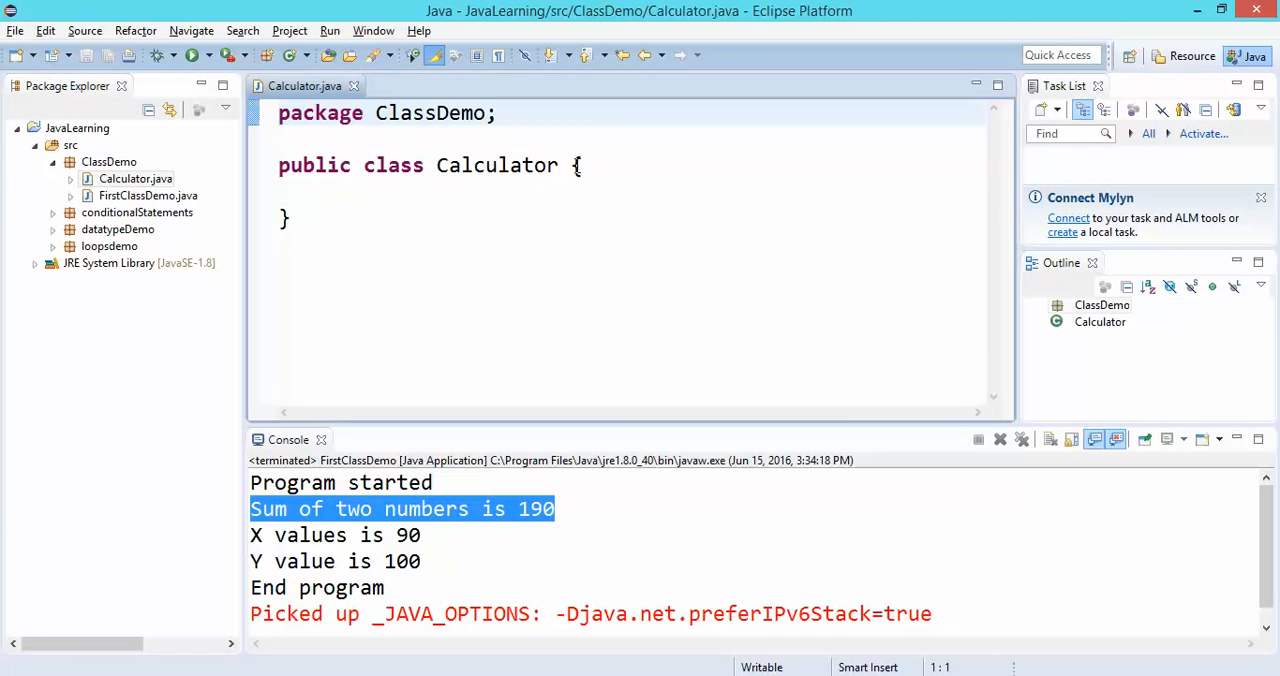 Java - JavaLearning/src/ClassDemo/Calculator.java - Eclipse Platform
File Edit Source Refactor Navigate Search Project Run Window Help
Quick Access Resource Java
Package Explorer
JavaLearning
src
ClassDemo
Calculator.java
FirstClassDemo.java
conditionalStatements
datatypeDemo
loopsdemo
JRE System Library [JavaSE-1.8]
Calculator.java
package ClassDemo;
public class Calculator {
}
Task List
Find All Activate...
Connect Mylyn
Connect to your task and ALM tools or
create a local task.
Outline
ClassDemo
Calculator
Console
<terminated> FirstClassDemo [Java Application] C:\Program Files\Java\jre1.8.0_40\bin\javaw.exe (Jun 15, 2016, 3:34:18 PM)
Program started
Sum of two numbers is 190
X values is 90
Y value is 100
End program
Picked up _JAVA_OPTIONS: -Djava.net.preferIPv6Stack=true
Writable Smart Insert 1 : 1